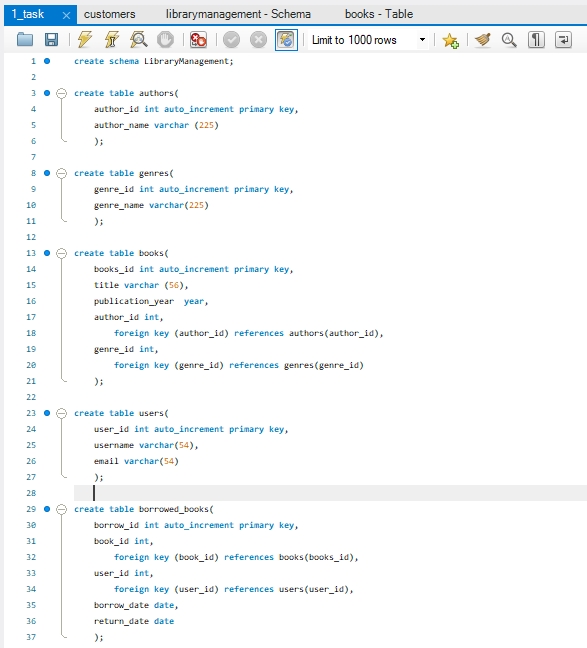 1_task customers librarymanagement - Schema books - Table
Limit to 1000 rows
1 create schema LibraryManagement;
2
3 create table authors(
4 author_id int auto_increment primary key,
5 author_name varchar (225)
6 );
7
8 create table genres(
9 genre_id int auto_increment primary key,
10 genre_name varchar(225)
11 );
12
13 create table books(
14 books_id int auto_increment primary key,
15 title varchar (56),
16 publication_year year,
17 author_id int,
18 foreign key (author_id) references authors(author_id),
19 genre_id int,
20 foreign key (genre_id) references genres(genre_id)
21 );
22
23 create table users(
24 user_id int auto_increment primary key,
25 username varchar(54),
26 email varchar(54)
27 );
28
29 create table borrowed_books(
30 borrow_id int auto_increment primary key,
31 book_id int,
32 foreign key (book_id) references books(books_id),
33 user_id int,
34 foreign key (user_id) references users(user_id),
35 borrow_date date,
36 return_date date
37 );